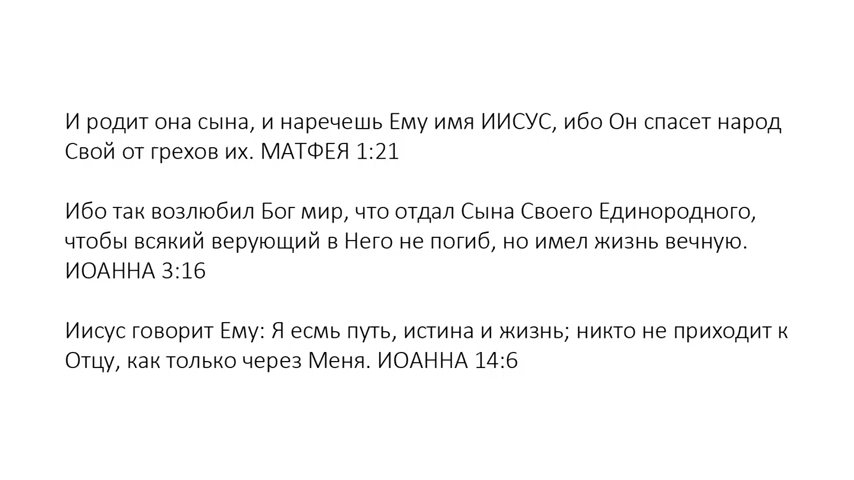 И родит она сына, и наречешь Ему имя ИИСУС, ибо Он спасет народ
Свой от грехов их. МАТФЕЯ 1:21
Ибо так возлюбил Бог мир, что отдал Сына Своего Единородного,
чтобы всякий верующий в Него не погиб, но имел жизнь вечную.
ИОАННА 3:16
Иисус говорит Ему: Я есмь путь, истина и жизнь; никто не приходит к
Отцу, как только через Меня. ИОАННА 14:6